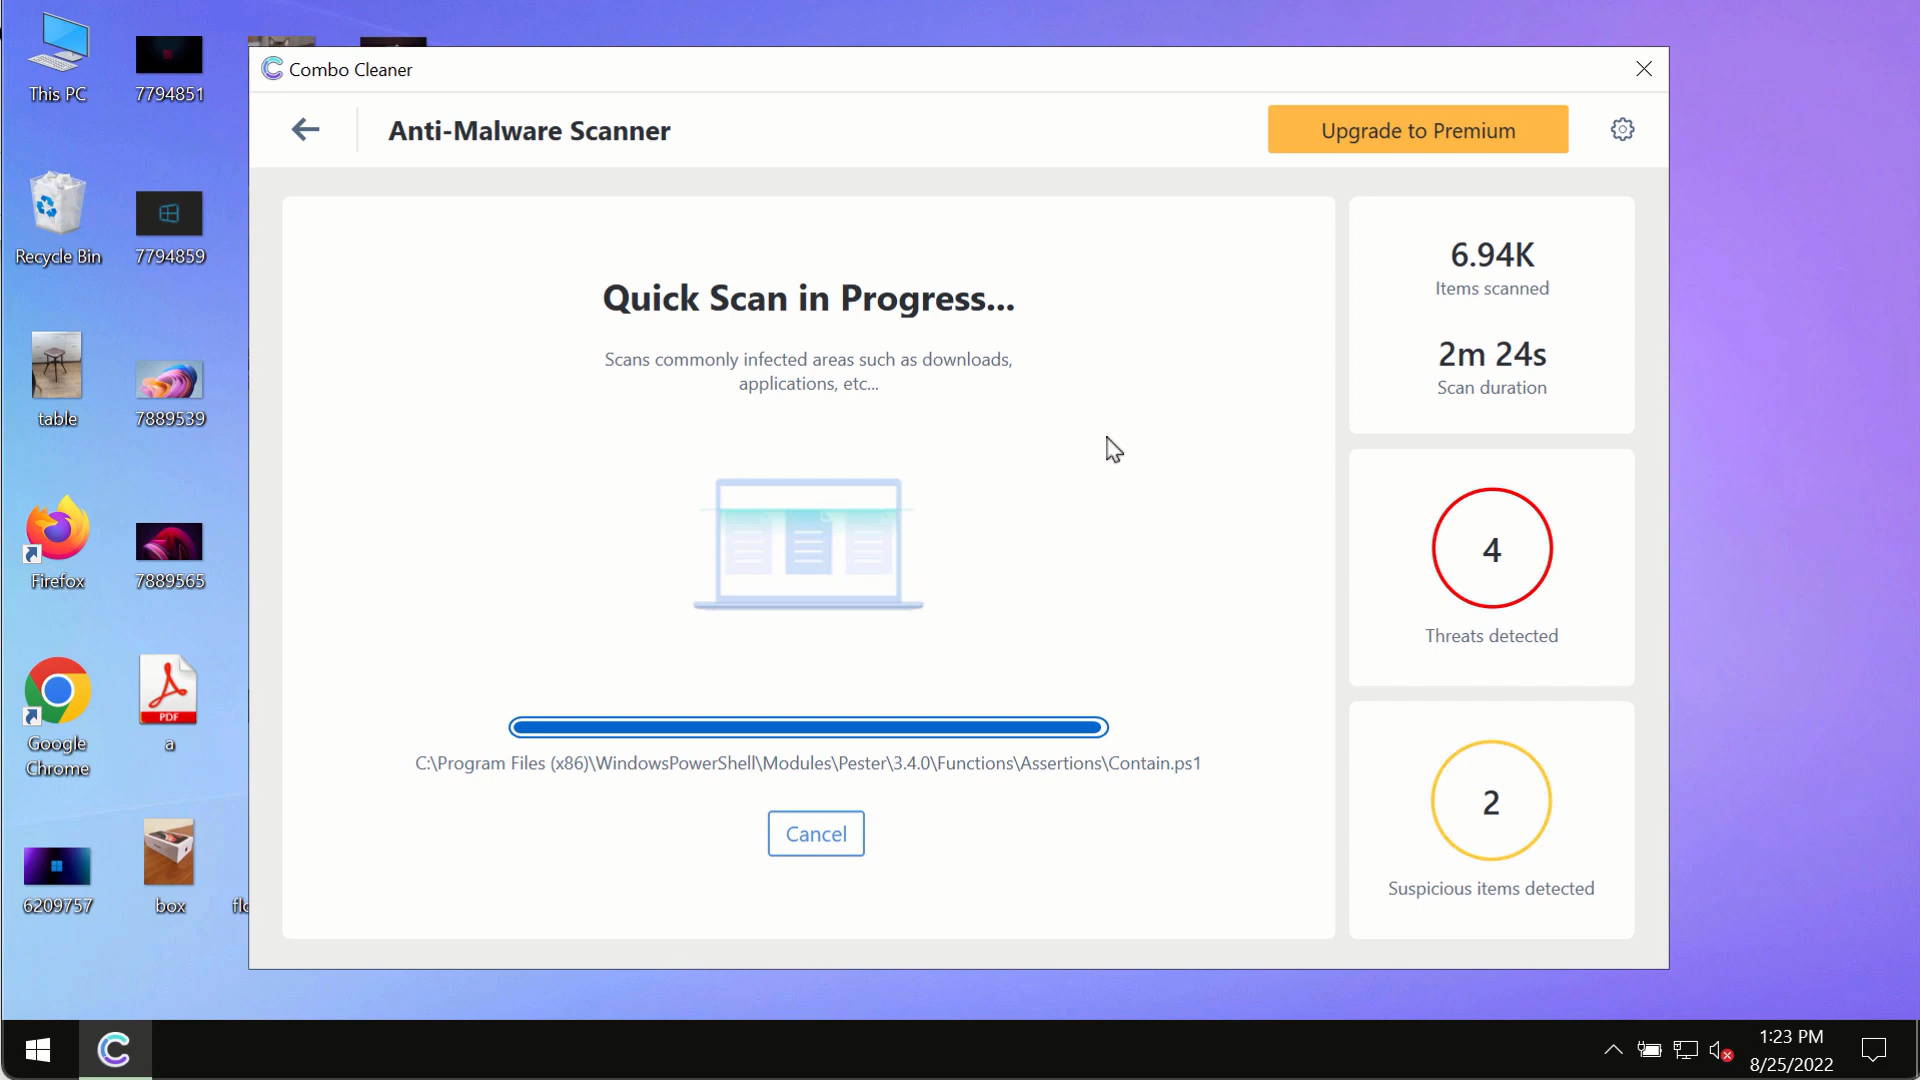 This PC
7794851
Recycle Bin
7794859
table
7889539
Firefox
7889565
Google
Chrome
PDF
a
6209757
box
Combo Cleaner
Anti-Malware Scanner
Upgrade to Premium
Quick Scan in Progress...
Scans commonly infected areas such as downloads,
applications, etc...
C:\Program Files (x86)\WindowsPowerShell\Modules\Pester\3.4.0\Functions\Assertions\Contain.ps1
Cancel
6.94K
Items scanned
2m 24s
Scan duration
4
Threats detected
2
Suspicious items detected
1:23 PM
8/25/2022